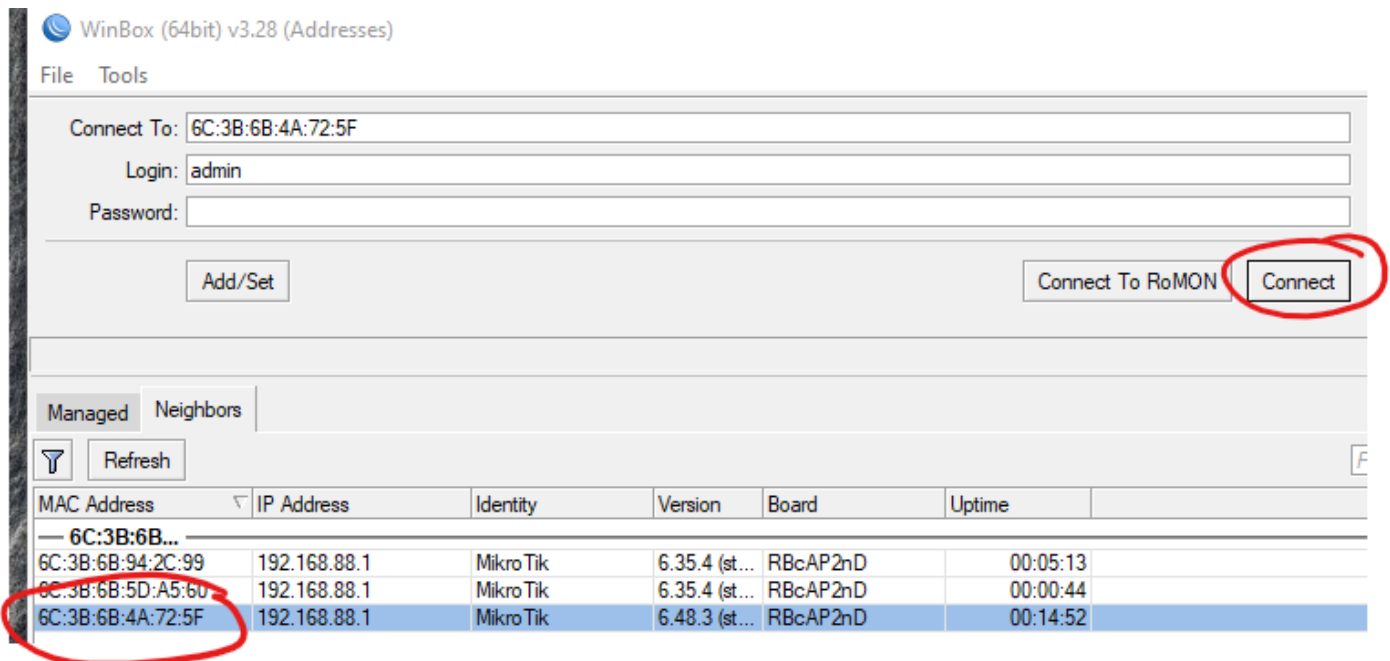 WinBox (64bit) v3.28 (Addresses)
File Tools
Connect To: 6C:3B:6B:4A:72:5F
Login: admin
Password:
Add/Set Connect To RoMON Connect
Managed Neighbors
Refresh F
MAC Address IP Address Identity Version Board Uptime
6C:3B:6B...
6C:3B:6B:94:2C:99 192.168.88.1 MikroTik 6.35.4 (st... RBcAP2nD 00:05:13
6C:3B:6B:5D:A5:60 192.168.88.1 MikroTik 6.35.4 (st... RBcAP2nD 00:00:44
6C:3B:6B:4A:72:5F 192.168.88.1 MikroTik 6.48.3 (st... RBcAP2nD 00:14:52